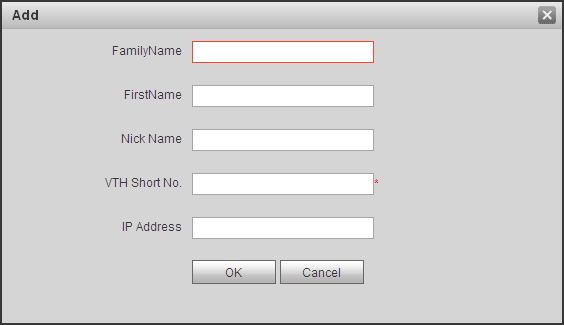 Add
FamilyName
FirstName
Nick Name
VTH Short No. *
IP Address
OK Cancel